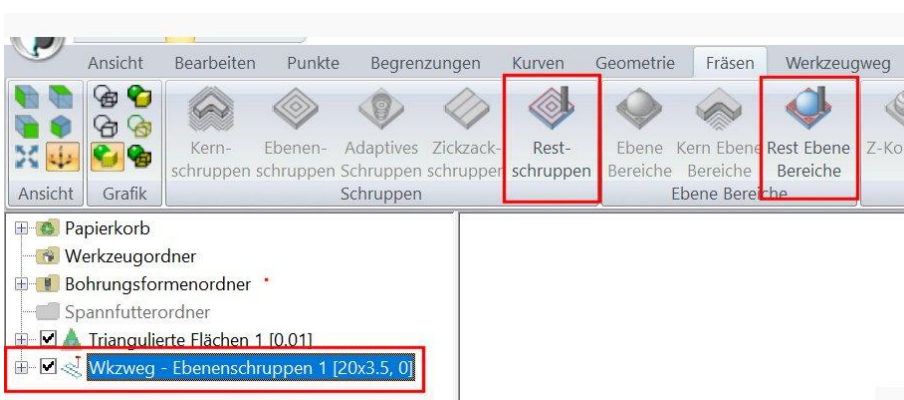 Ansicht Bearbeiten Punkte Begrenzungen Kurven Geometrie Fräsen Werkzeugweg
Kern- Ebenen- Adaptives Zickzack- Rest- Ebene Kern Ebene Rest Ebene Z-Ko
schruppen schruppen Schruppen schruppen schruppen Bereiche Bereiche Bereiche
Ansicht Grafik Schruppen Ebene Bereiche
Papierkorb
Werkzeugordner
Bohrungsformenordner
Spannfutterordner
Triangulierte Flächen 1 [0.01]
Wkzweg - Ebenenschruppen 1 [20x3.5, 0]